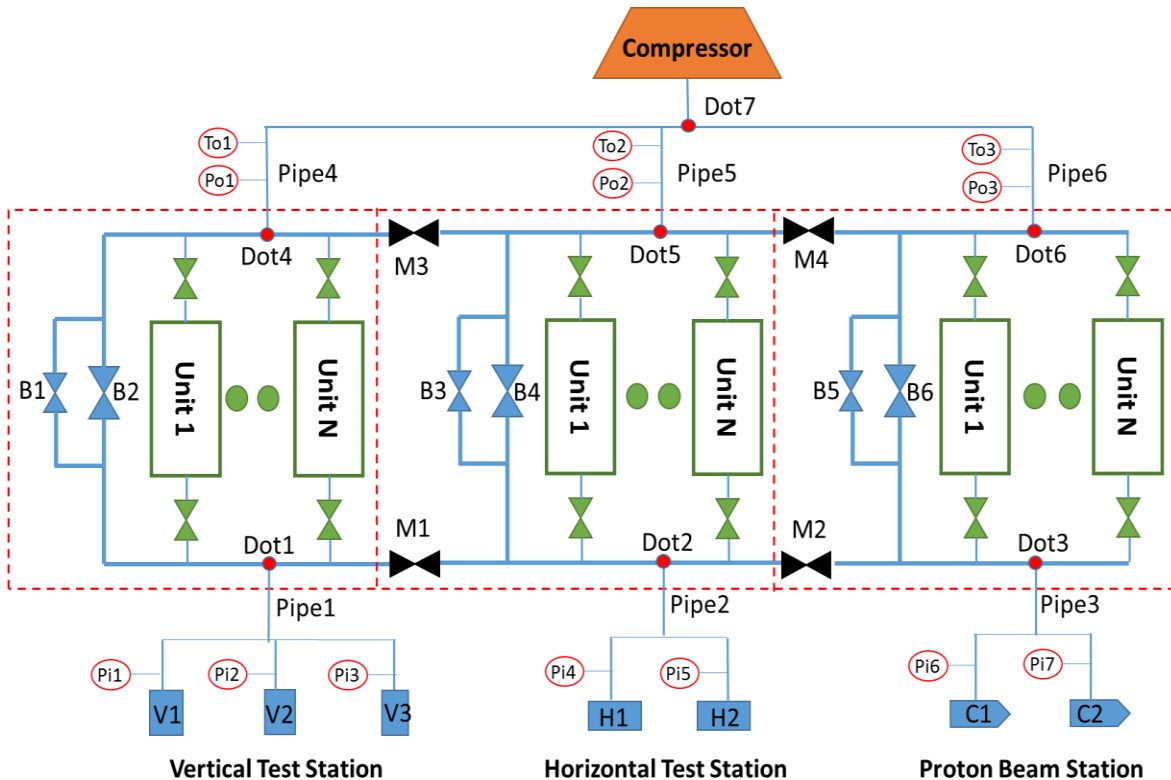 Compressor
Dot7
To1
To2
To3
Po1
Pipe4
Po2
Pipe5
Po3
Pipe6
Dot4
M3
Dot5
M4
Dot6
B1
B2
Unit 1
Unit N
B3
B4
Unit 1
Unit N
B5
B6
Unit 1
Unit N
Dot1
M1
Dot2
M2
Dot3
Pipe1
Pipe2
Pipe3
Pi1
Pi2
Pi3
Pi4
Pi5
Pi6
Pi7
V1
V2
V3
H1
H2
C1
C2
Vertical Test Station
Horizontal Test Station
Proton Beam Station